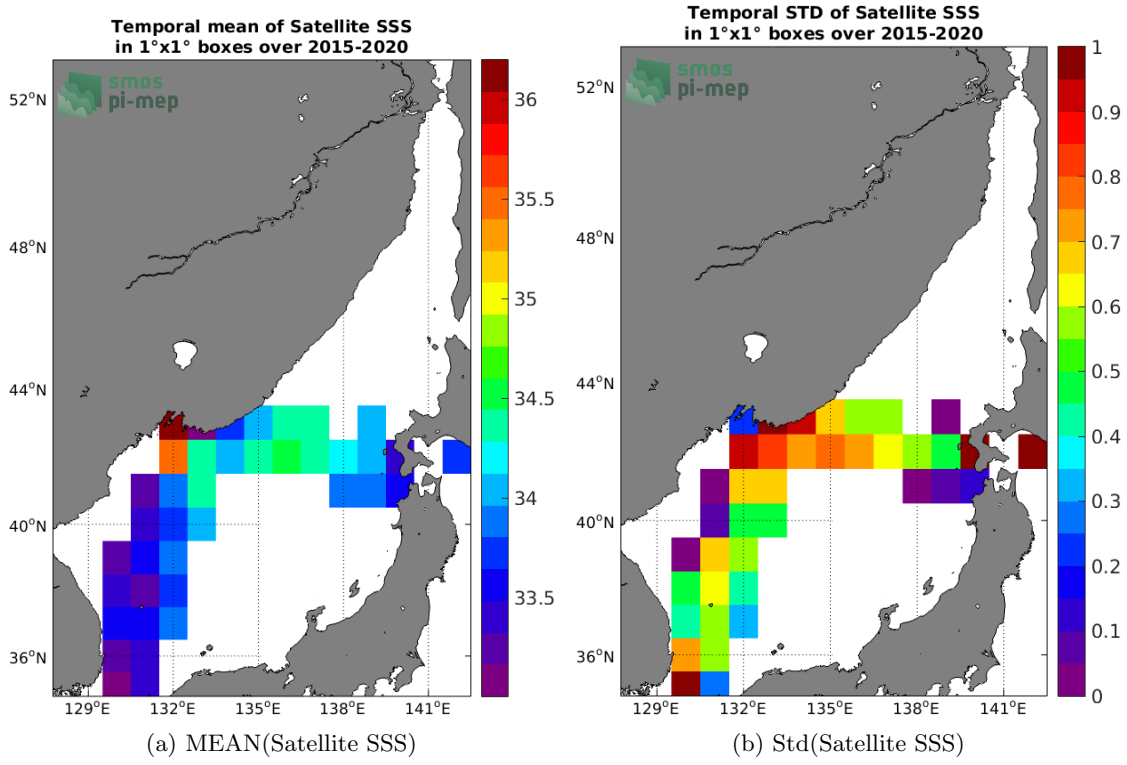 Temporal mean of Satellite SSS
in 1°x1° boxes over 2015-2020
smos
pi-mep
52°N
48°N
44°N
40°N
36°N
129°E
132°E
135°E
138°E
141°E
36
35.5
35
34.5
34
33.5
(a) MEAN(Satellite SSS)
Temporal STD of Satellite SSS
in 1°x1° boxes over 2015-2020
smos
pi-mep
52°N
48°N
44°N
40°N
36°N
129°E
132°E
135°E
138°E
141°E
1
0.9
0.8
0.7
0.6
0.5
0.4
0.3
0.2
0.1
0
(b) Std(Satellite SSS)